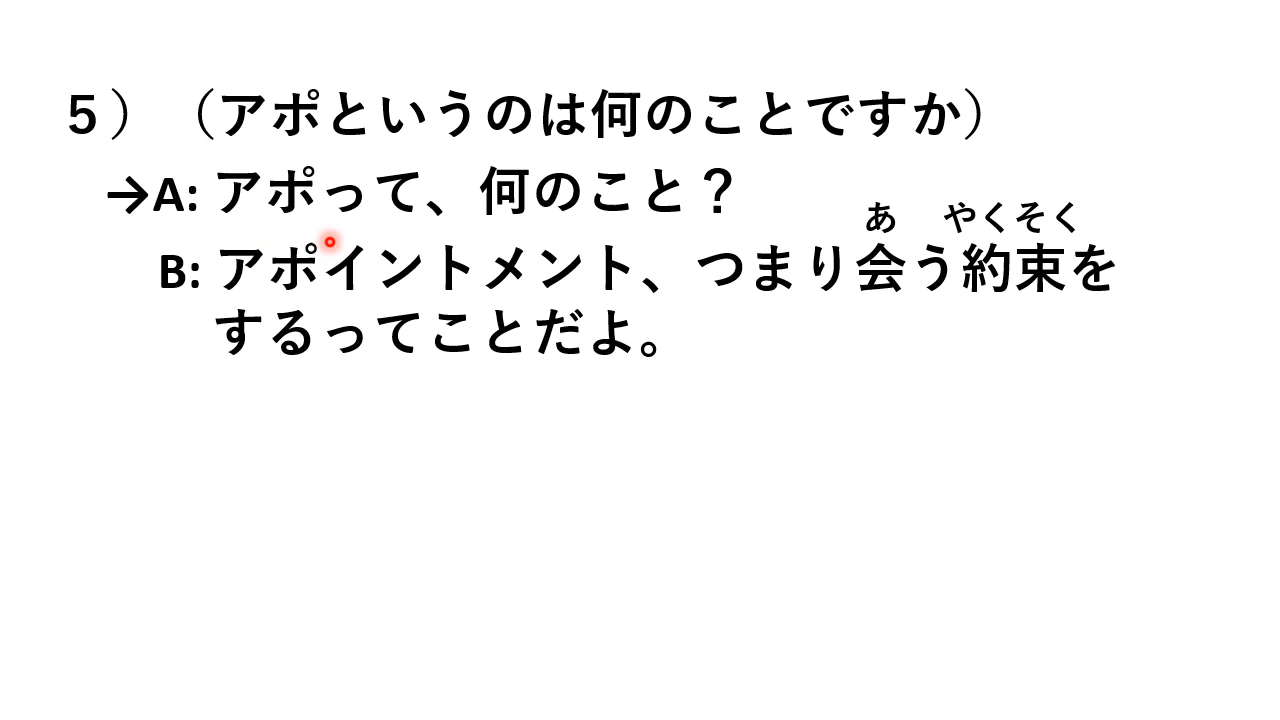 ５）（アポというのは何のことですか）
→A: アポって、何のこと？
あ やくそく
B: アポイントメント、つまり会う約束を
するってことだよ。